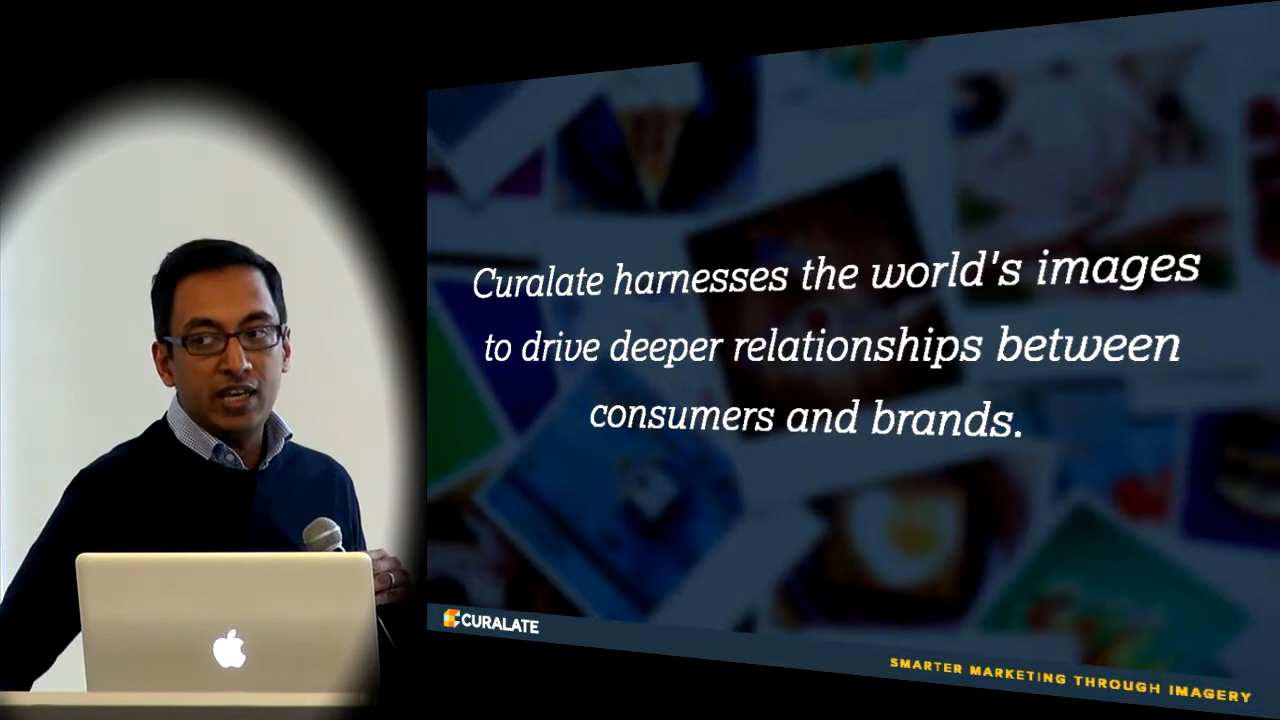 Curalate harnesses the world's images
to drive deeper relationships between
consumers and brands.
CURALATE
SMARTER MARKETING THROUGH IMAGERY